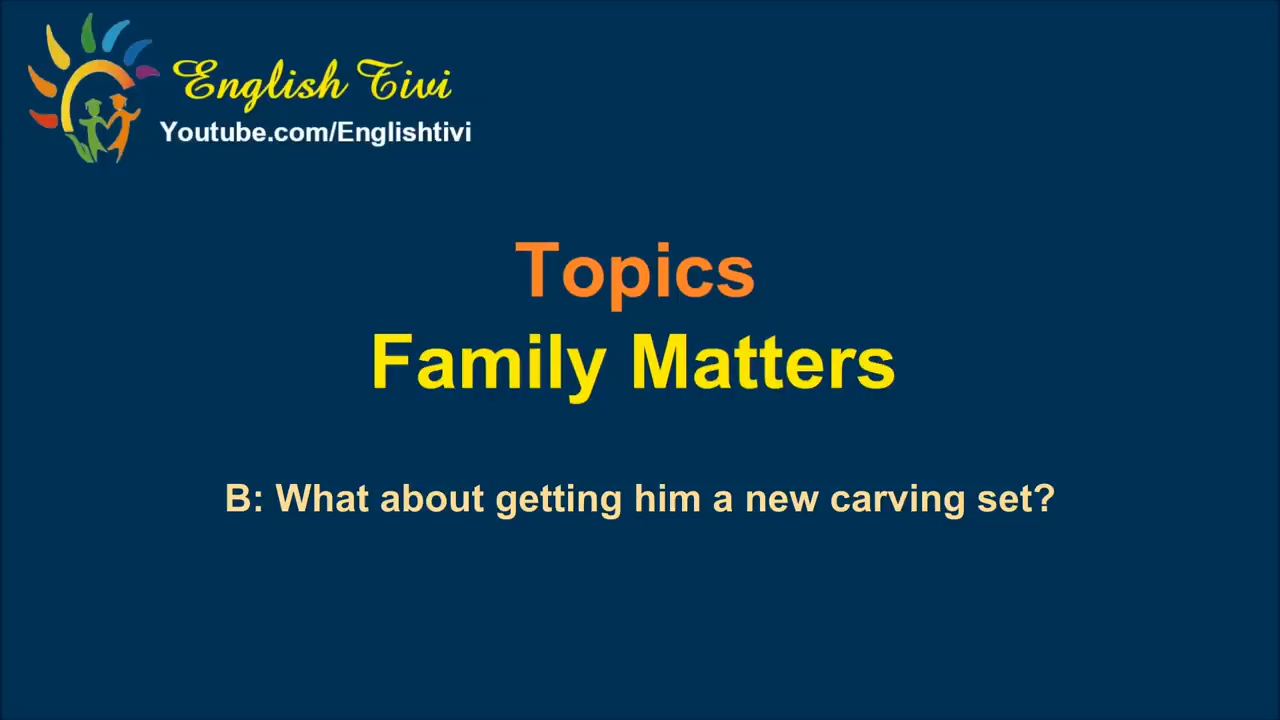 English Tivi
Youtube.com/Englishtivi
Topics
Family Matters
B: What about getting him a new carving set?